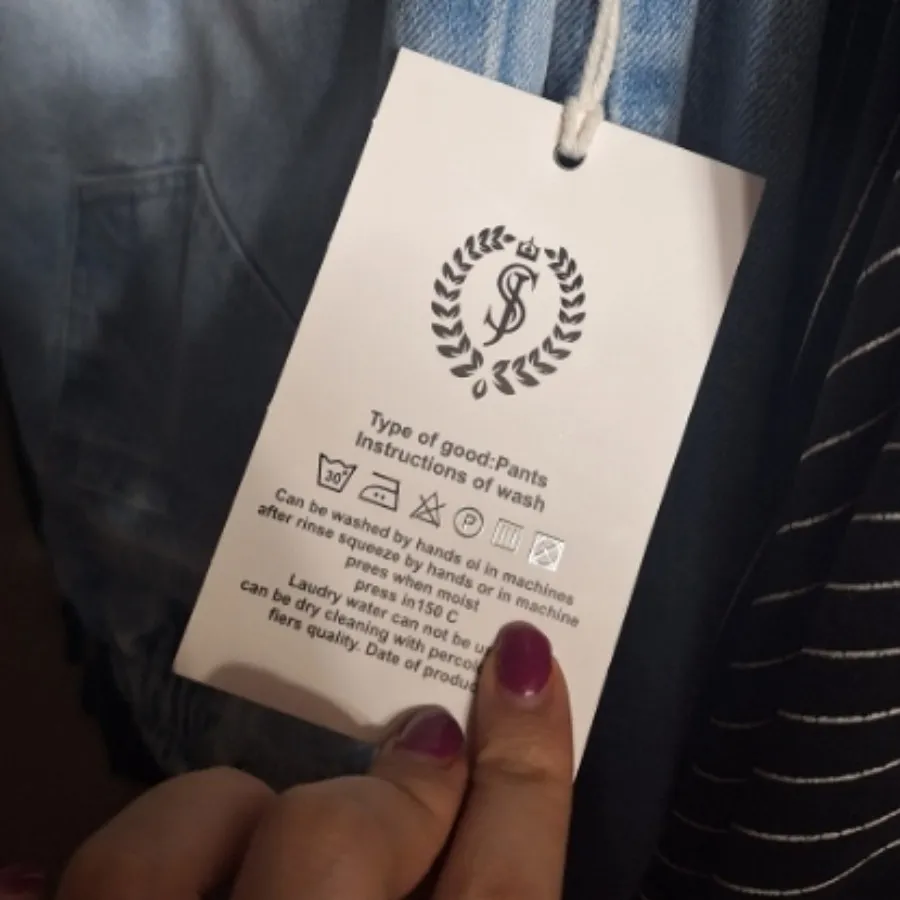 SJ
Type of good:Pants
Instructions of wash
30°
P
Can be washed by hands ol in machines
after rinse squeeze by hands or in machine
prees when moist
press in150 C
Laudry water can not be
can be dry cleaning with
fiers quality. Date of